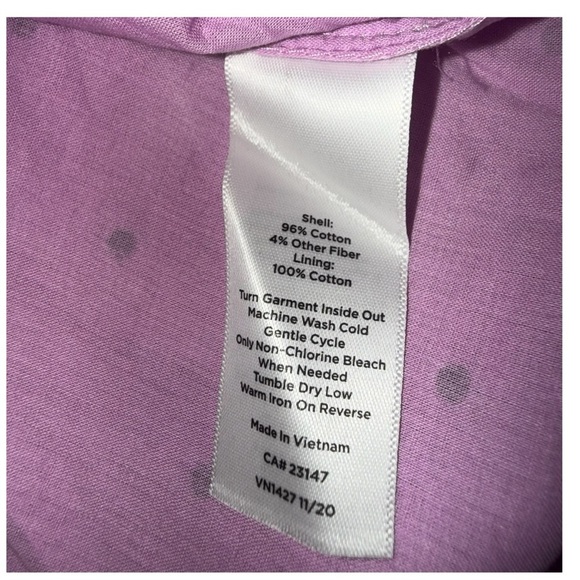 Shell:
96% Cotton
4% Other Fiber
Lining:
100% Cotton
Turn Garment Inside Out
Machine Wash Cold
Gentle Cycle
Only Non-Chlorine Bleach
When Needed
Tumble Dry Low
Warm Iron On Reverse
Made In Vietnam
CA# 23147
VN1427 11/20